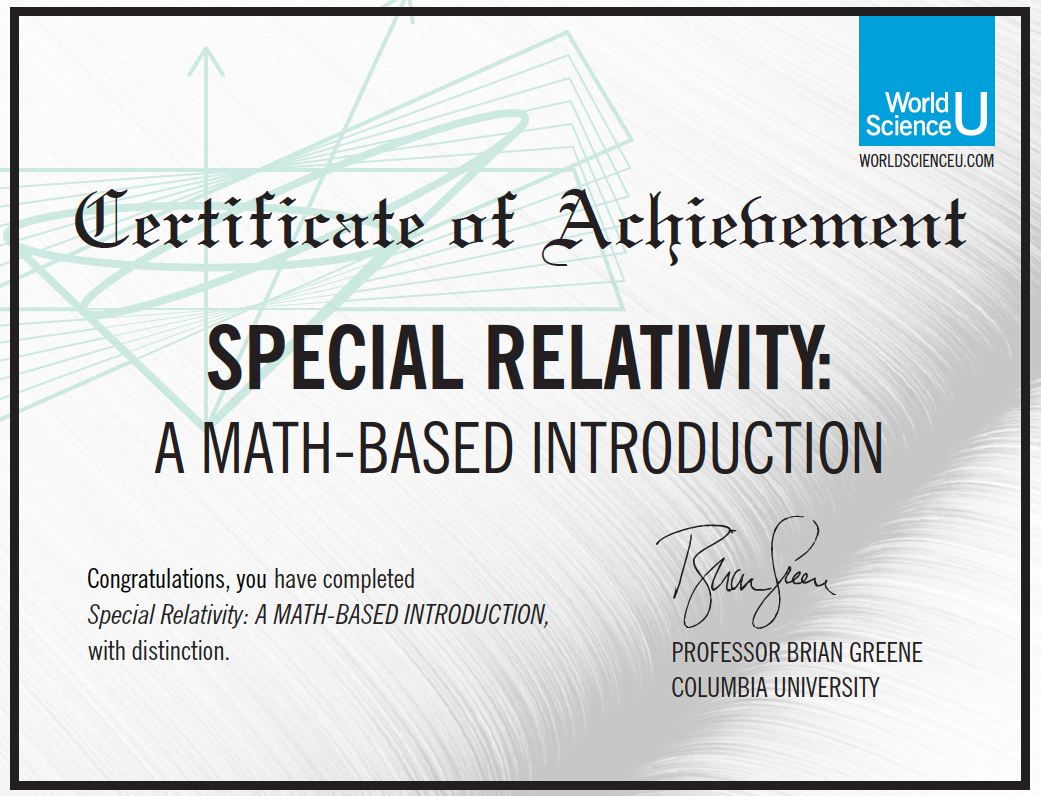 World
Science U
WORLDSCIENCEU.COM
Certificate of Achievement
SPECIAL RELATIVITY:
A MATH-BASED INTRODUCTION
Congratulations, you have completed
Special Relativity: A MATH-BASED INTRODUCTION,
with distinction.
Brian Greene
PROFESSOR BRIAN GREENE
COLUMBIA UNIVERSITY